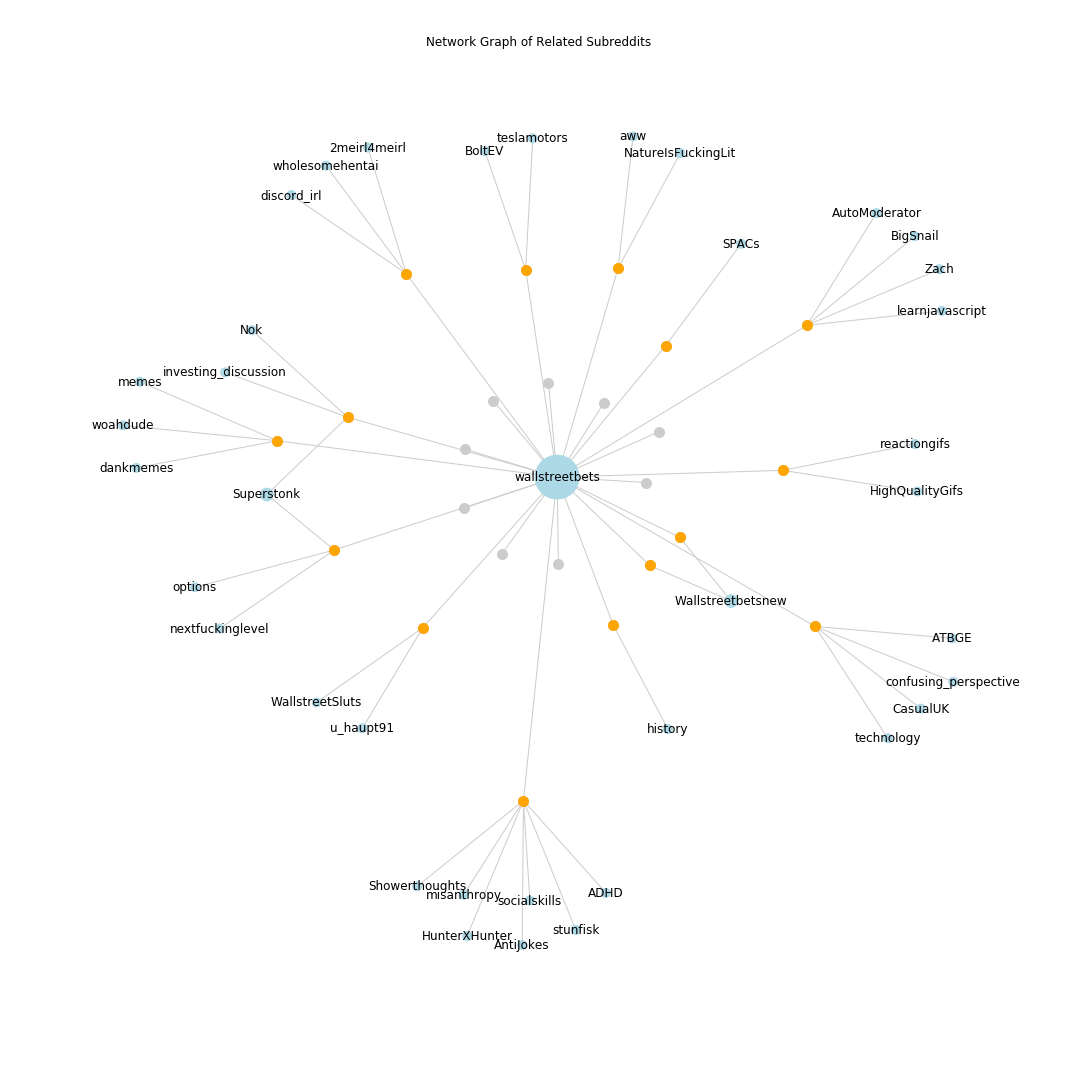 Network Graph of Related Subreddits
aww
teslamotors
2meirl4meirl
BoltEV
NatureIsFuckingLit
wholesomehentai
discord_irl
AutoModerator
BigSnail
SPACs
Zach
learnjavascript
Nok
investing_discussion
memes
woahdude
reactiongifs
dankmemes
wallstreetbets
HighQualityGifs
Superstonk
options
Wallstreetbetsnew
nextfuckinglevel
ATBGE
confusing_perspective
WallstreetSluts
CasualUK
u_haupt91
history
technology
Showerthoughts
misanthropy
socialskills
ADHD
HunterXHunter
stunfisk
AntiJokes